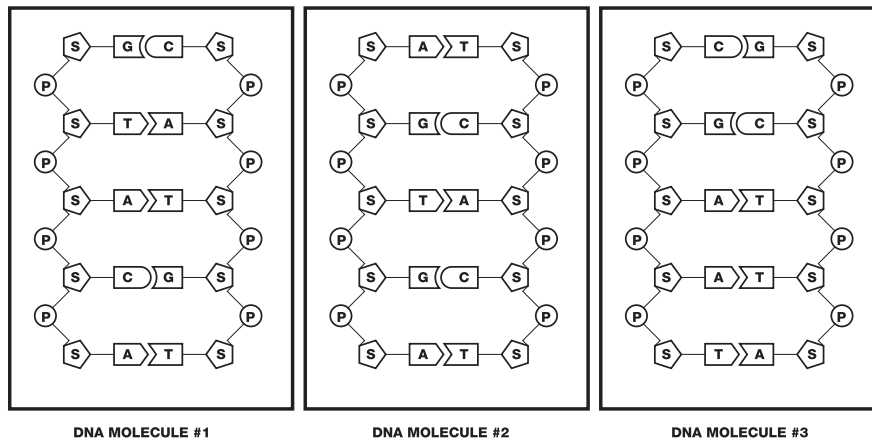 S G C S S A T S S C G S
P P P P P P
S T A S S G C S S G C S
P P P P P P
S A T S S T A S S A T S
P P P P P P
S C G S S G C S S A T S
P P P P P P
S A T S S A T S S T A S
DNA MOLECULE #1 DNA MOLECULE #2 DNA MOLECULE #3